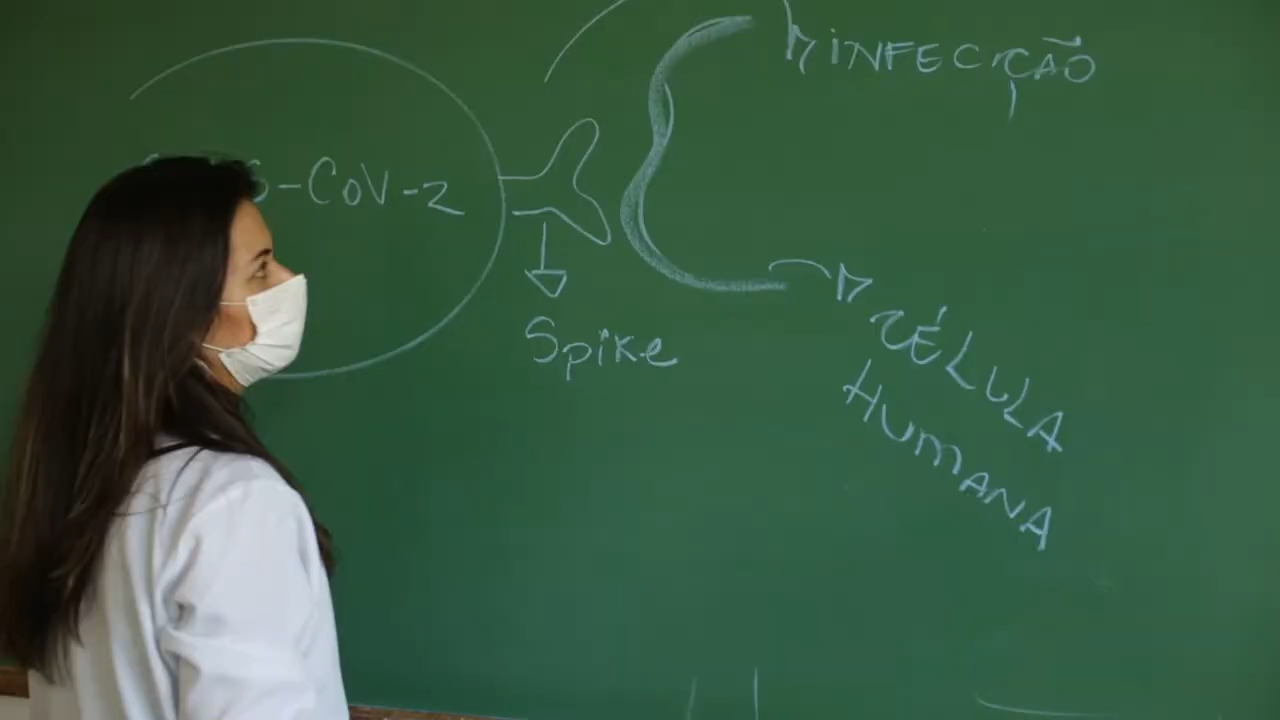 INFECÇÃO
S-CoV-2
Spike
CÉLULA
HUMANA